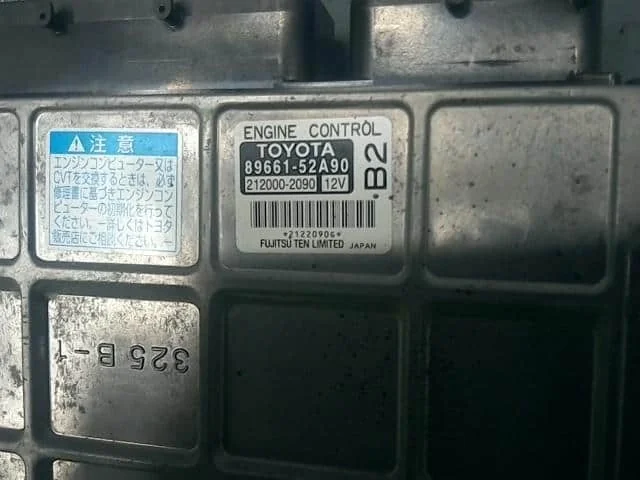 ⚠注意
エンジンコンピューター又は
CVTを交換するときは、必ず
修理書に基づきエンジンコン
ピューターの初期化を行って
ください。―詳しくはトヨタ
販売店にご相談ください。―
ENGINE CONTROL
TOYOTA
89661-52A90
212000-2090 12V
B2
*2122090G*
FUJITSU TEN LIMITED JAPAN
325 B-1